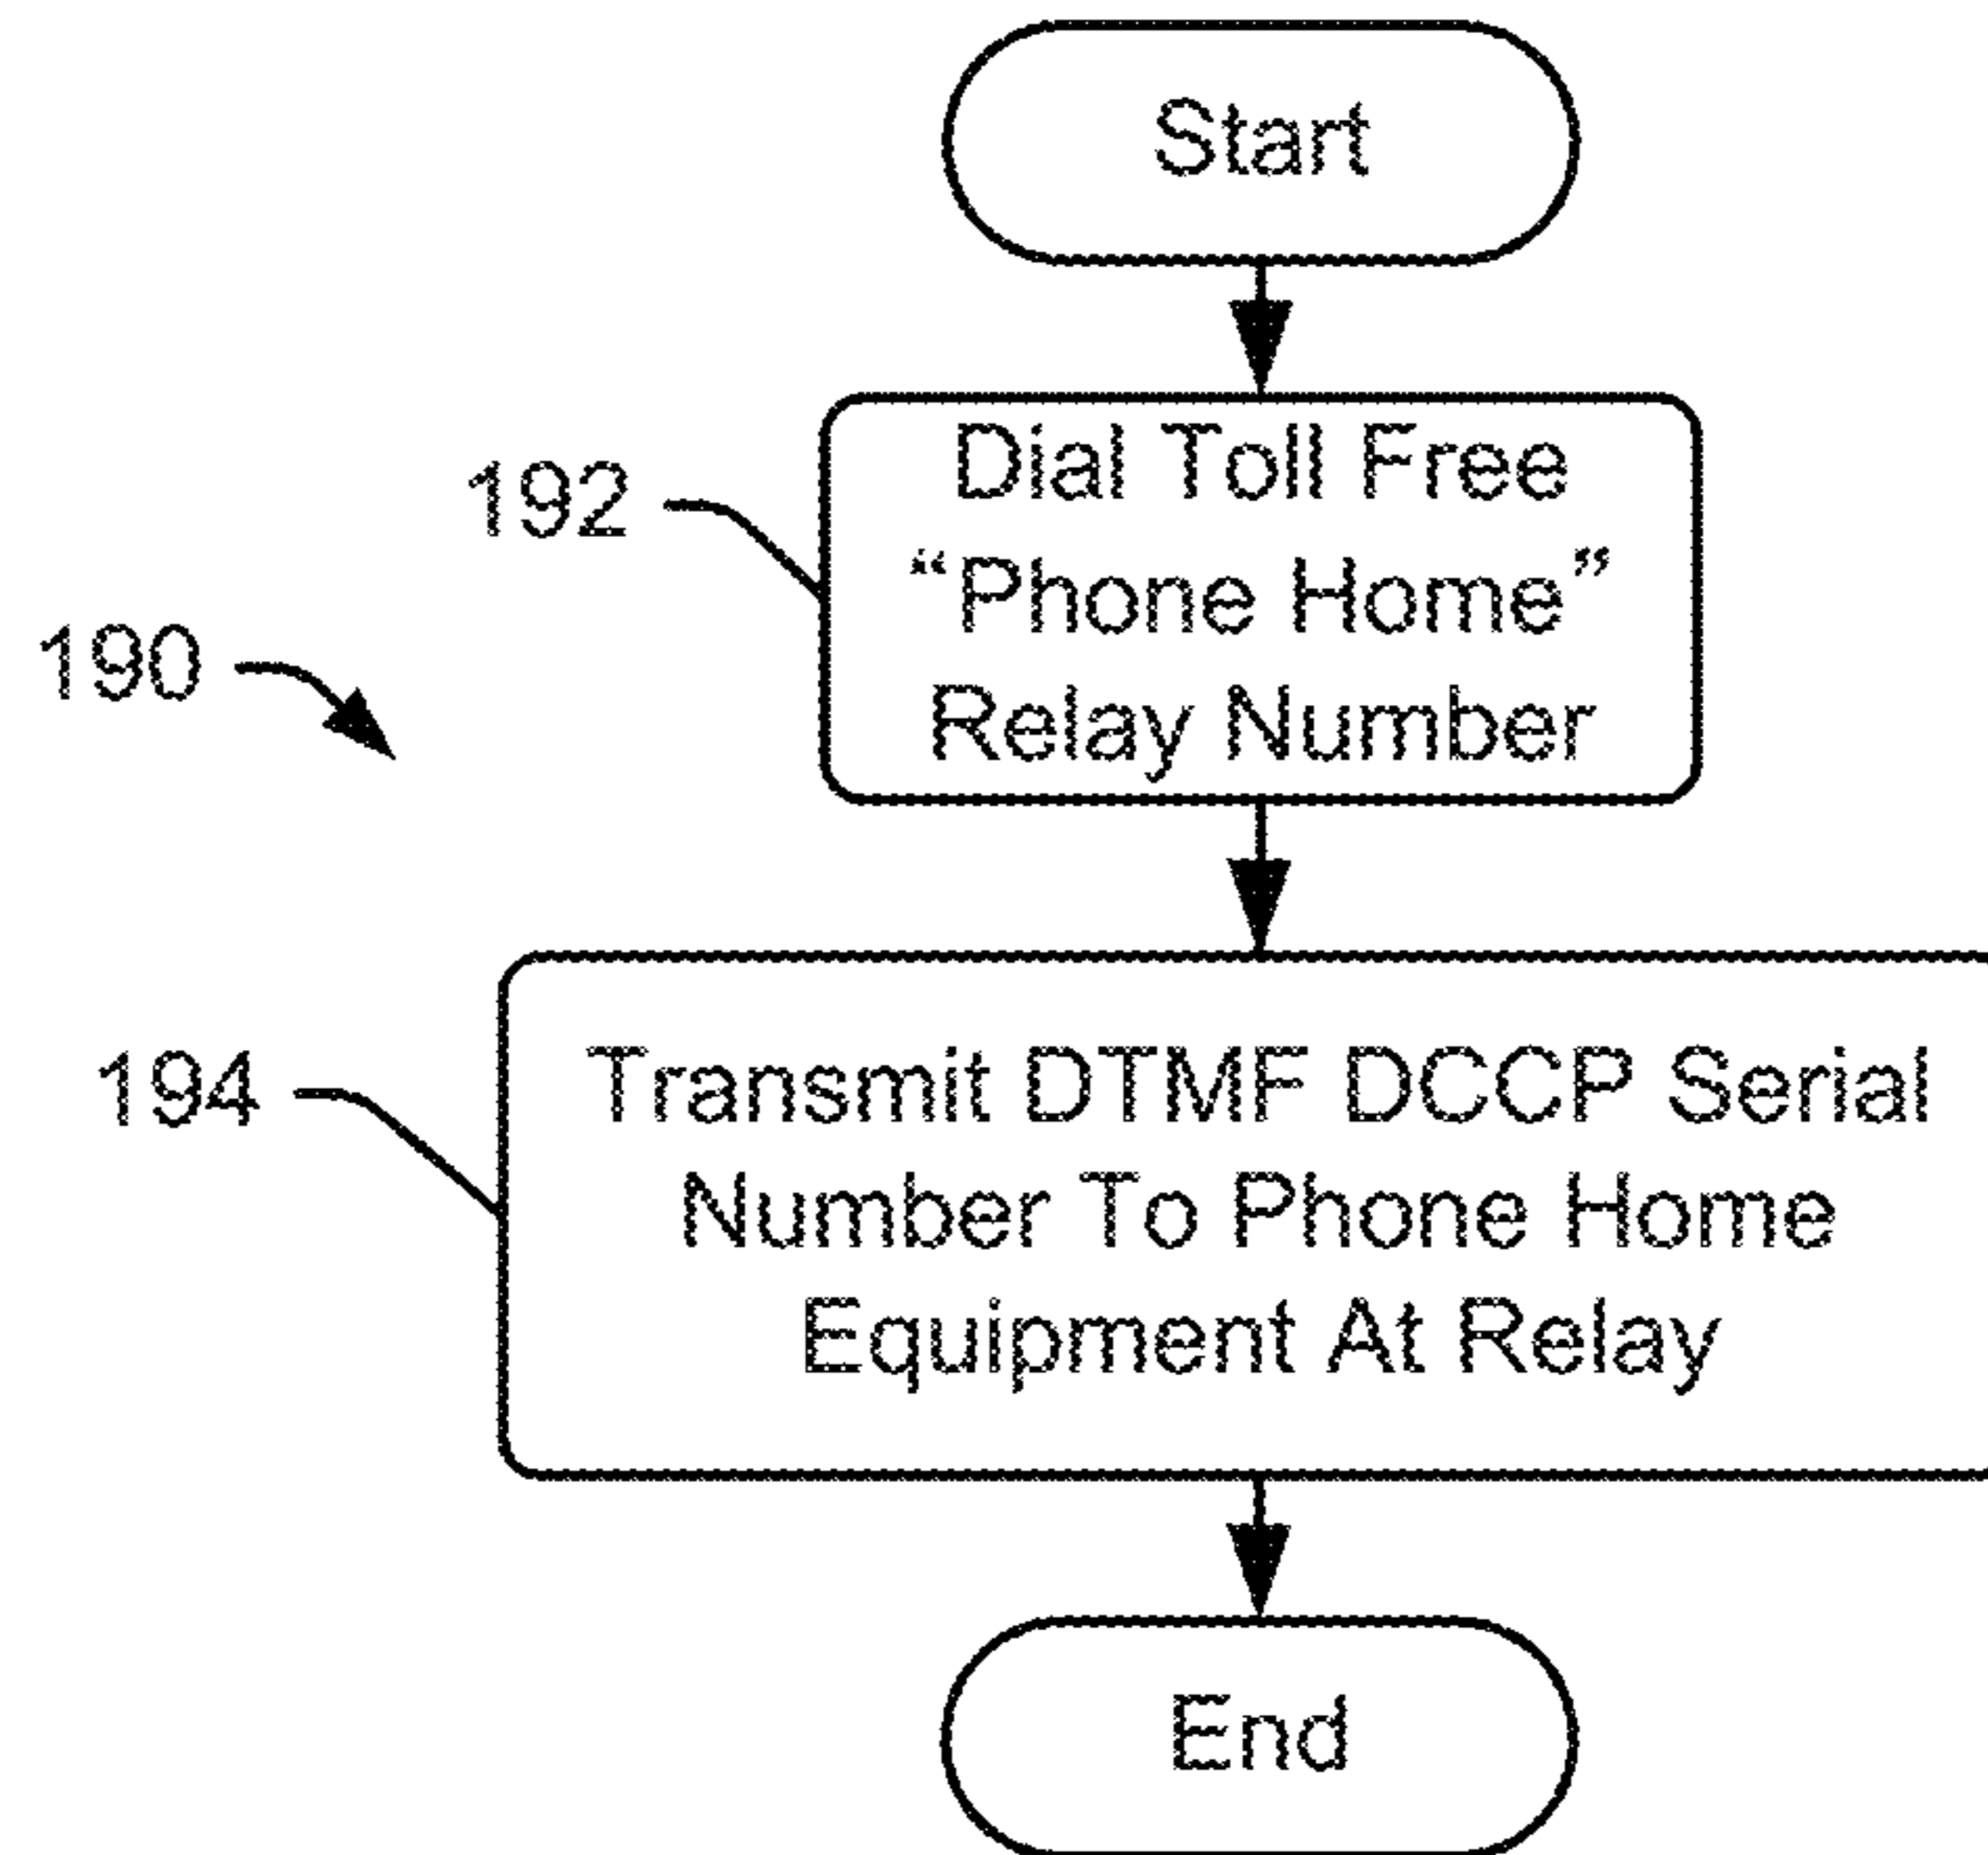 Start
192
Dial Toll Free
“Phone Home”
Relay Number
190
194
Transmit DTMF DCCP Serial
Number To Phone Home
Equipment At Relay
End